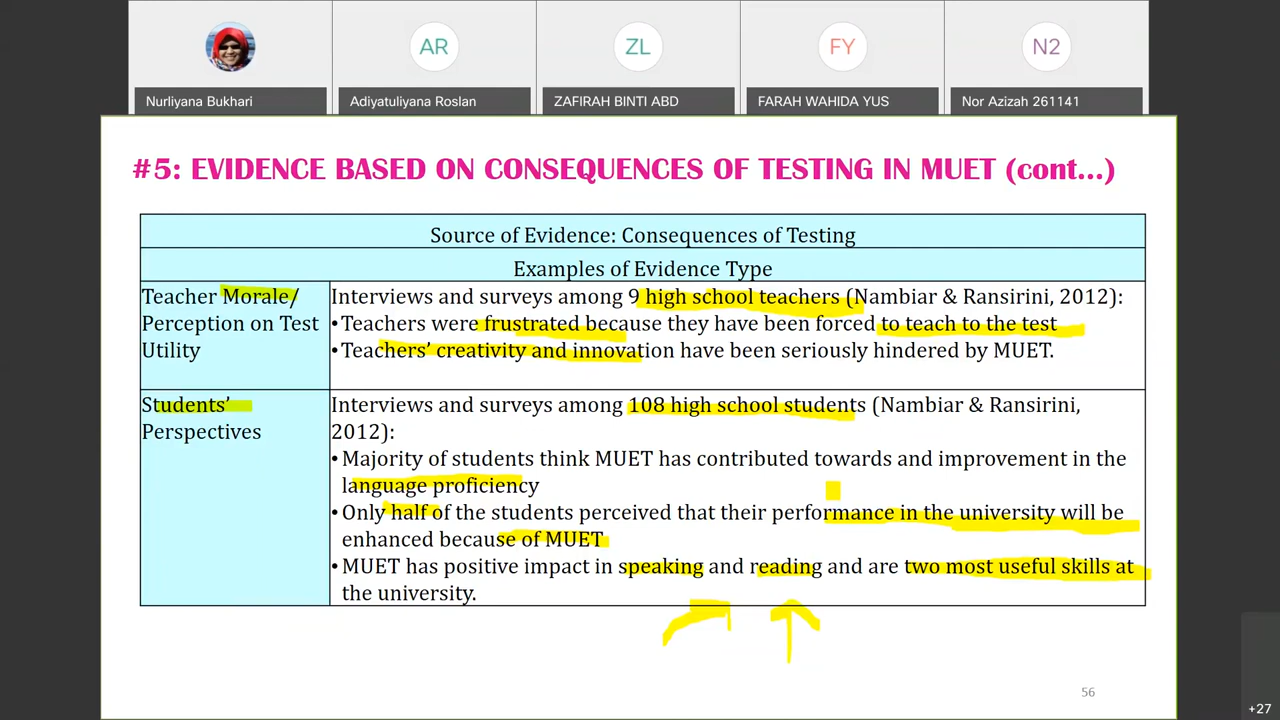 AR
ZL
FY
N2
Nurliyana Bukhari
Adiyatuliyana Roslan
ZAFIRAH BINTI ABD
FARAH WAHIDA YUS
Nor Azizah 261141
#5: EVIDENCE BASED ON CONSEQUENCES OF TESTING IN MUET (cont...)
Source of Evidence: Consequences of Testing
Examples of Evidence Type
Teacher Morale/
Perception on Test
Utility
Interviews and surveys among 9 high school teachers (Nambiar & Ransirini, 2012):
•Teachers were frustrated because they have been forced to teach to the test
•Teachers' creativity and innovation have been seriously hindered by MUET.
Students'
Perspectives
Interviews and surveys among 108 high school students (Nambiar & Ransirini,
2012):
•Majority of students think MUET has contributed towards and improvement in the
language proficiency
•Only half of the students perceived that their performance in the university will be
enhanced because of MUET
•MUET has positive impact in speaking and reading and are two most useful skills at
the university.
56
+27